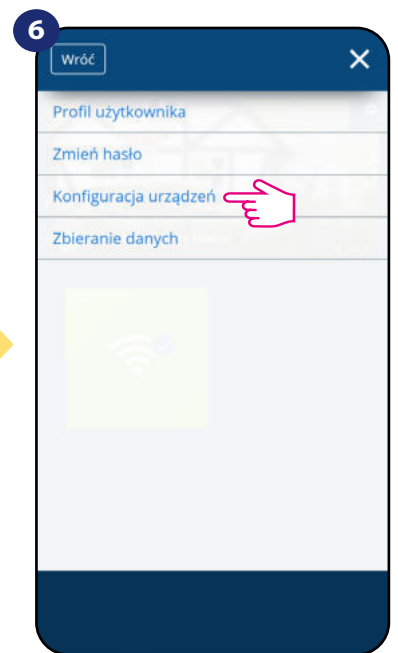 6
Wróć
Profil użytkownika
Zmień hasło
Konfiguracja urządzeń
Zbieranie danych